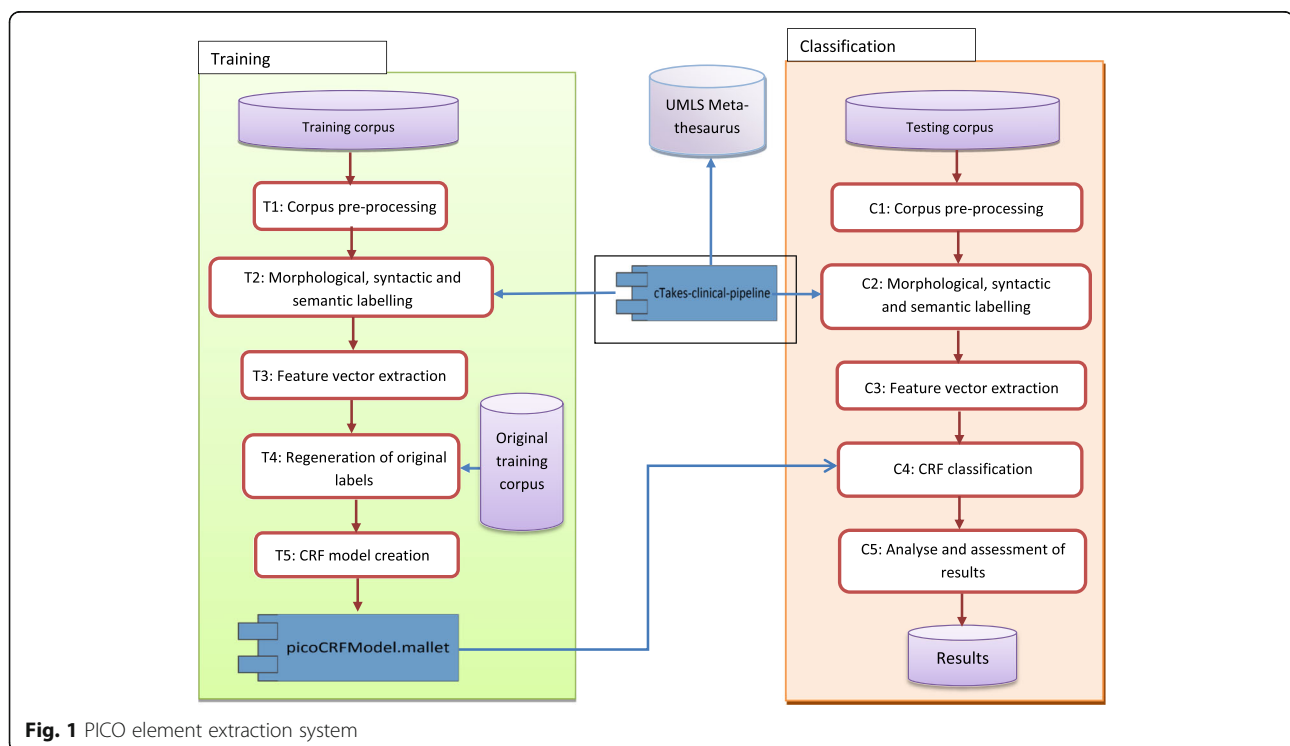 Training
Training corpus
T1: Corpus pre-processing
T2: Morphological, syntactic and
semantic labelling
T3: Feature vector extraction
T4: Regeneration of original
labels
Original
training
corpus
T5: CRF model creation
picoCRFModel.mallet
UMLS Meta-
thesaurus
cTakes-clinical-pipeline
Classification
Testing corpus
C1: Corpus pre-processing
C2: Morphological, syntactic
and semantic labelling
C3: Feature vector extraction
C4: CRF classification
C5: Analyse and assessment of
results
Results
Fig. 1 PICO element extraction system